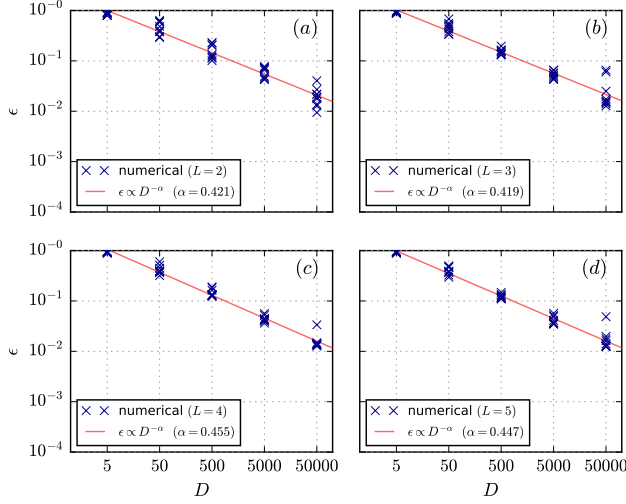 10⁻⁰
10⁻¹
10⁻²
10⁻³
10⁻⁴
ϵ
(a)
numerical (L=2)
ϵ ∝ D^{−α} (α=0.421)
(b)
numerical (L=3)
ϵ ∝ D^{−α} (α=0.419)
10⁻⁰
10⁻¹
10⁻²
10⁻³
10⁻⁴
ϵ
(c)
numerical (L=4)
ϵ ∝ D^{−α} (α=0.455)
5 50 500 5000 50000
D
(d)
numerical (L=5)
ϵ ∝ D^{−α} (α=0.447)
5 50 500 5000 50000
D